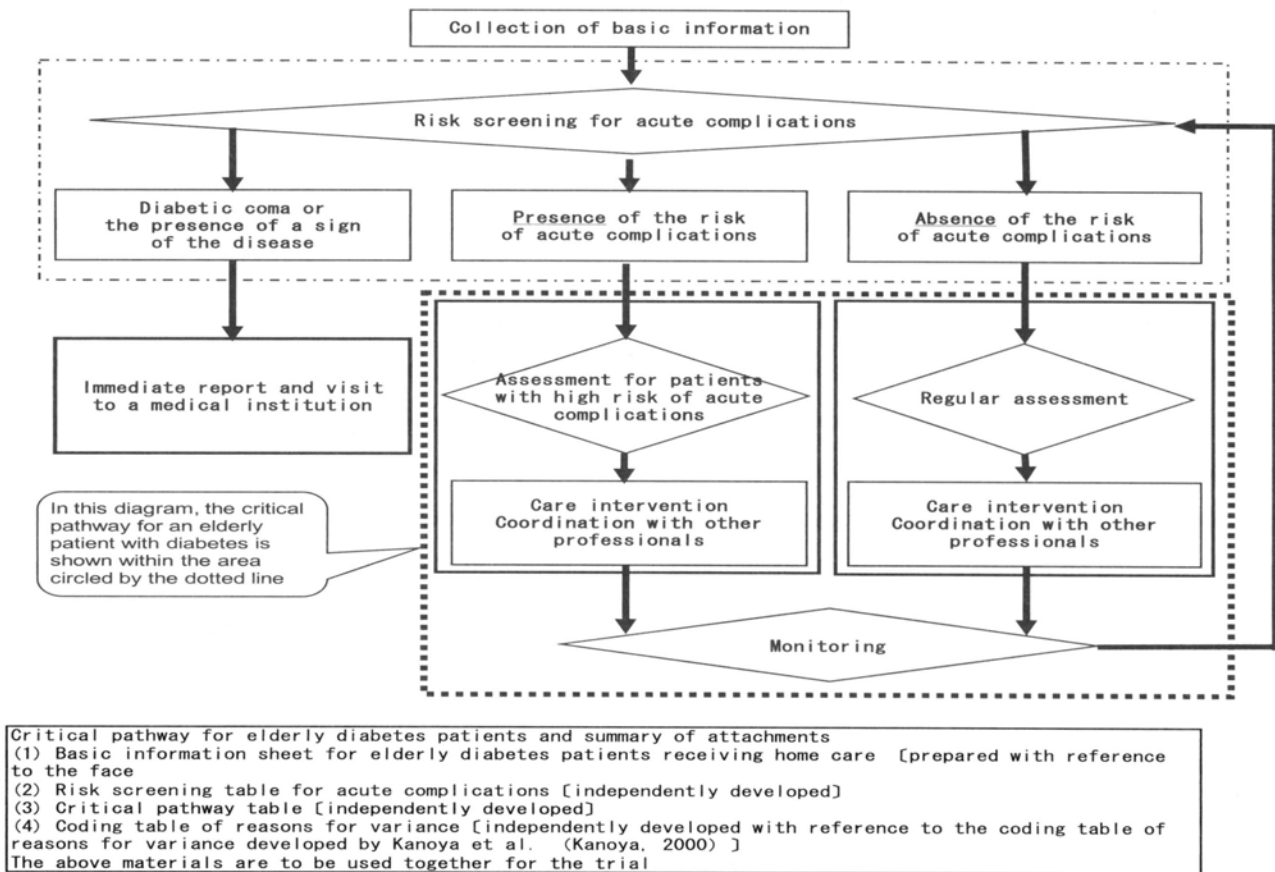 Collection of basic information
Risk screening for acute complications
Diabetic coma or
the presence of a sign
of the disease
Presence of the risk
of acute complications
Absence of the risk
of acute complications
Immediate report and visit
to a medical institution
Assessment for patients
with high risk of acute
complications
Regular assessment
In this diagram, the critical
pathway for an elderly
patient with diabetes is
shown within the area
circled by the dotted line
Care intervention
Coordination with other
professionals
Care intervention
Coordination with other
professionals
Monitoring
Critical pathway for elderly diabetes patients and summary of attachments
(1) Basic information sheet for elderly diabetes patients receiving home care [prepared with reference
to the face
(2) Risk screening table for acute complications [independently developed]
(3) Critical pathway table [independently developed]
(4) Coding table of reasons for variance [independently developed with reference to the coding table of
reasons for variance developed by Kanoya et al. (Kanoya, 2000) ]
The above materials are to be used together for the trial